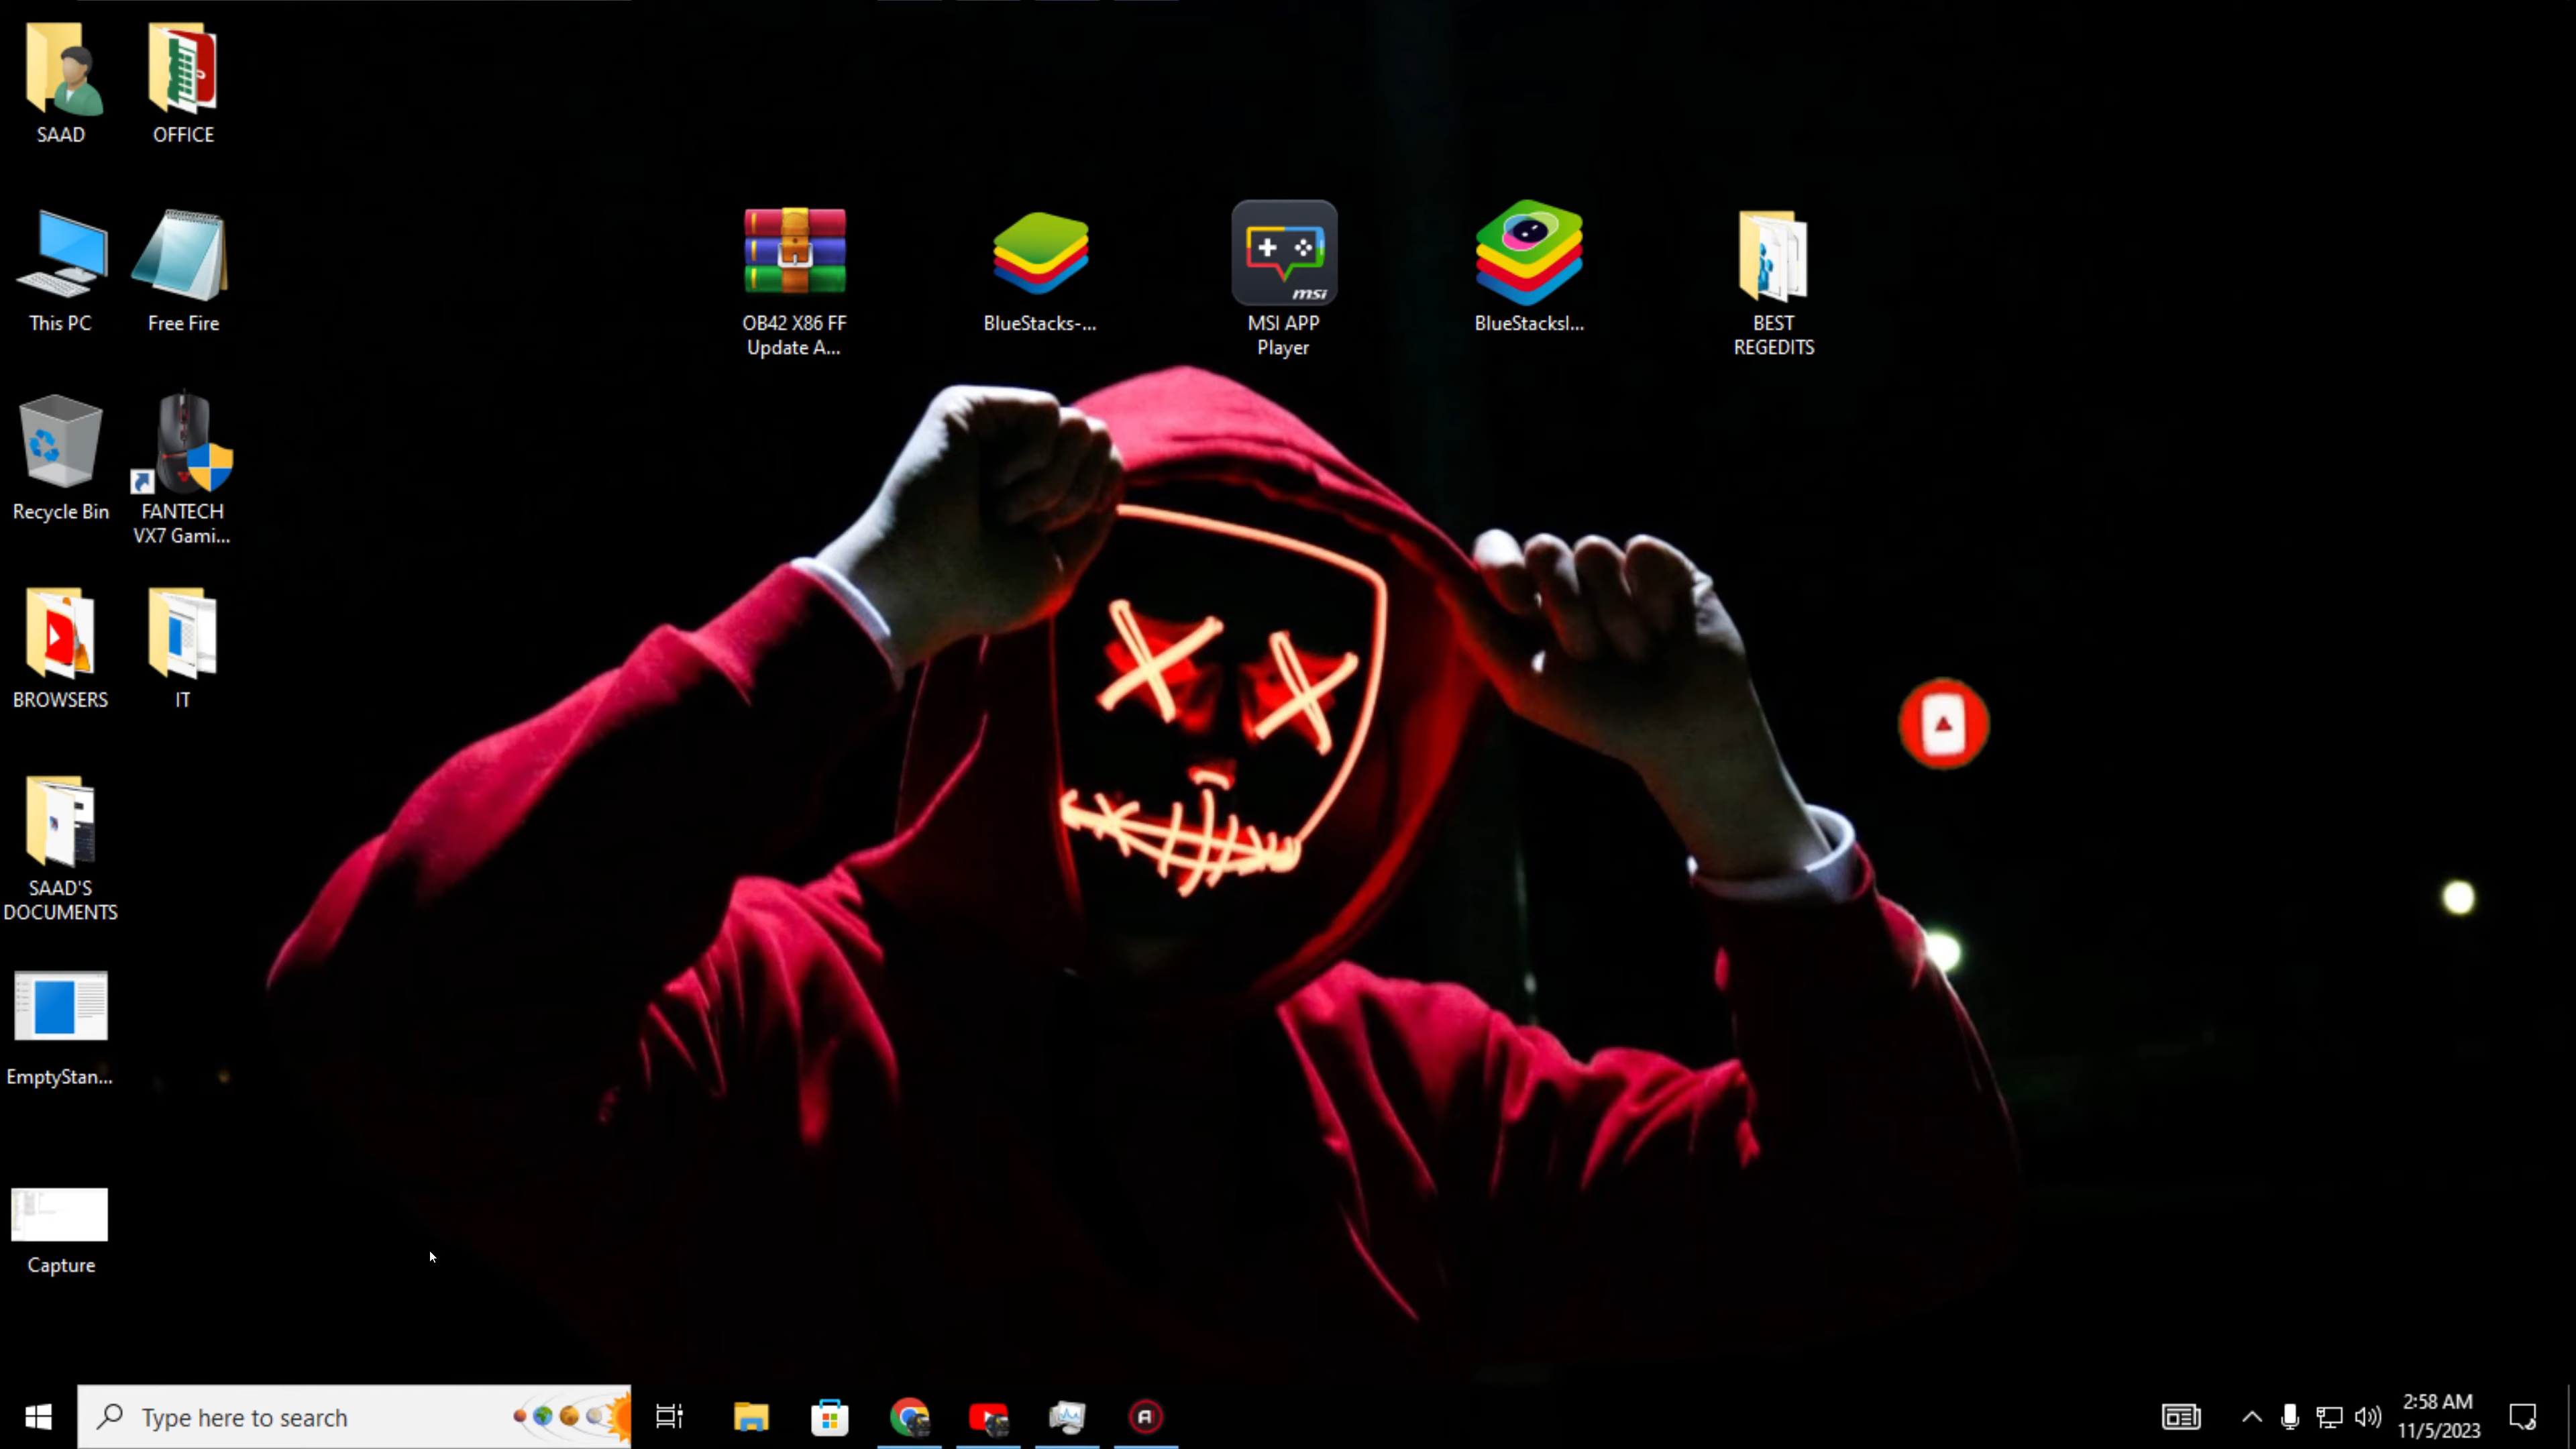 SAAD
OFFICE
This PC
Free Fire
OB42 X86 FF
Update A...
BlueStacks-...
msi
MSI APP
Player
BlueStacksI...
BEST
REGEDITS
Recycle Bin
FANTECH
VX7 Gami...
BROWSERS
IT
SAAD'S
DOCUMENTS
EmptyStan...
Capture
Type here to search
2:58 AM
11/5/2023